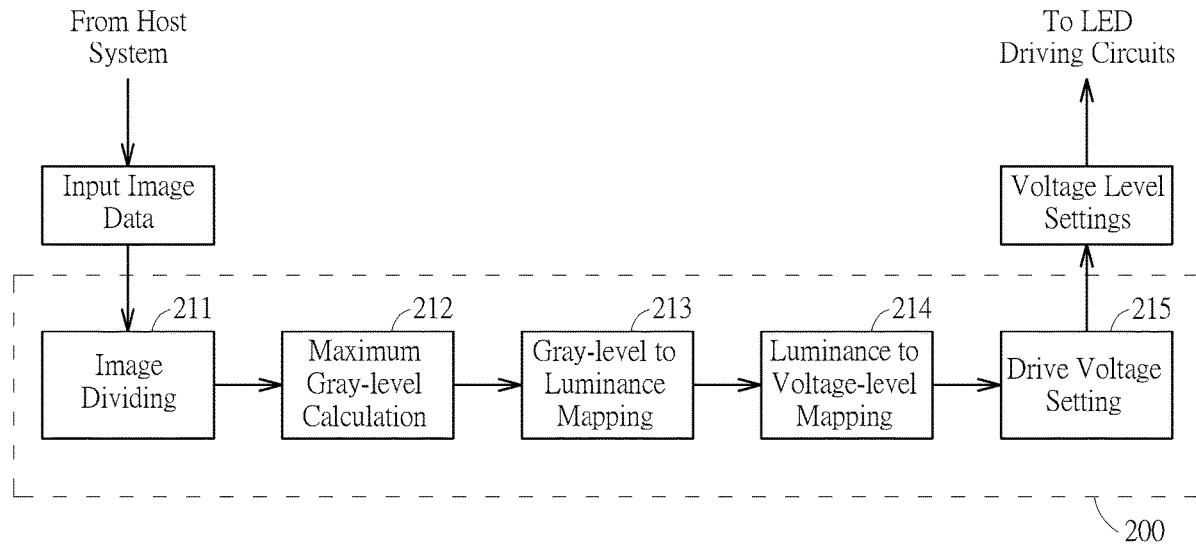 From Host
System
To LED
Driving Circuits
Input Image
Data
Voltage Level
Settings
211
212
213
214
215
Image
Dividing
Maximum
Gray-level
Calculation
Gray-level to
Luminance
Mapping
Luminance to
Voltage-level
Mapping
Drive Voltage
Setting
200